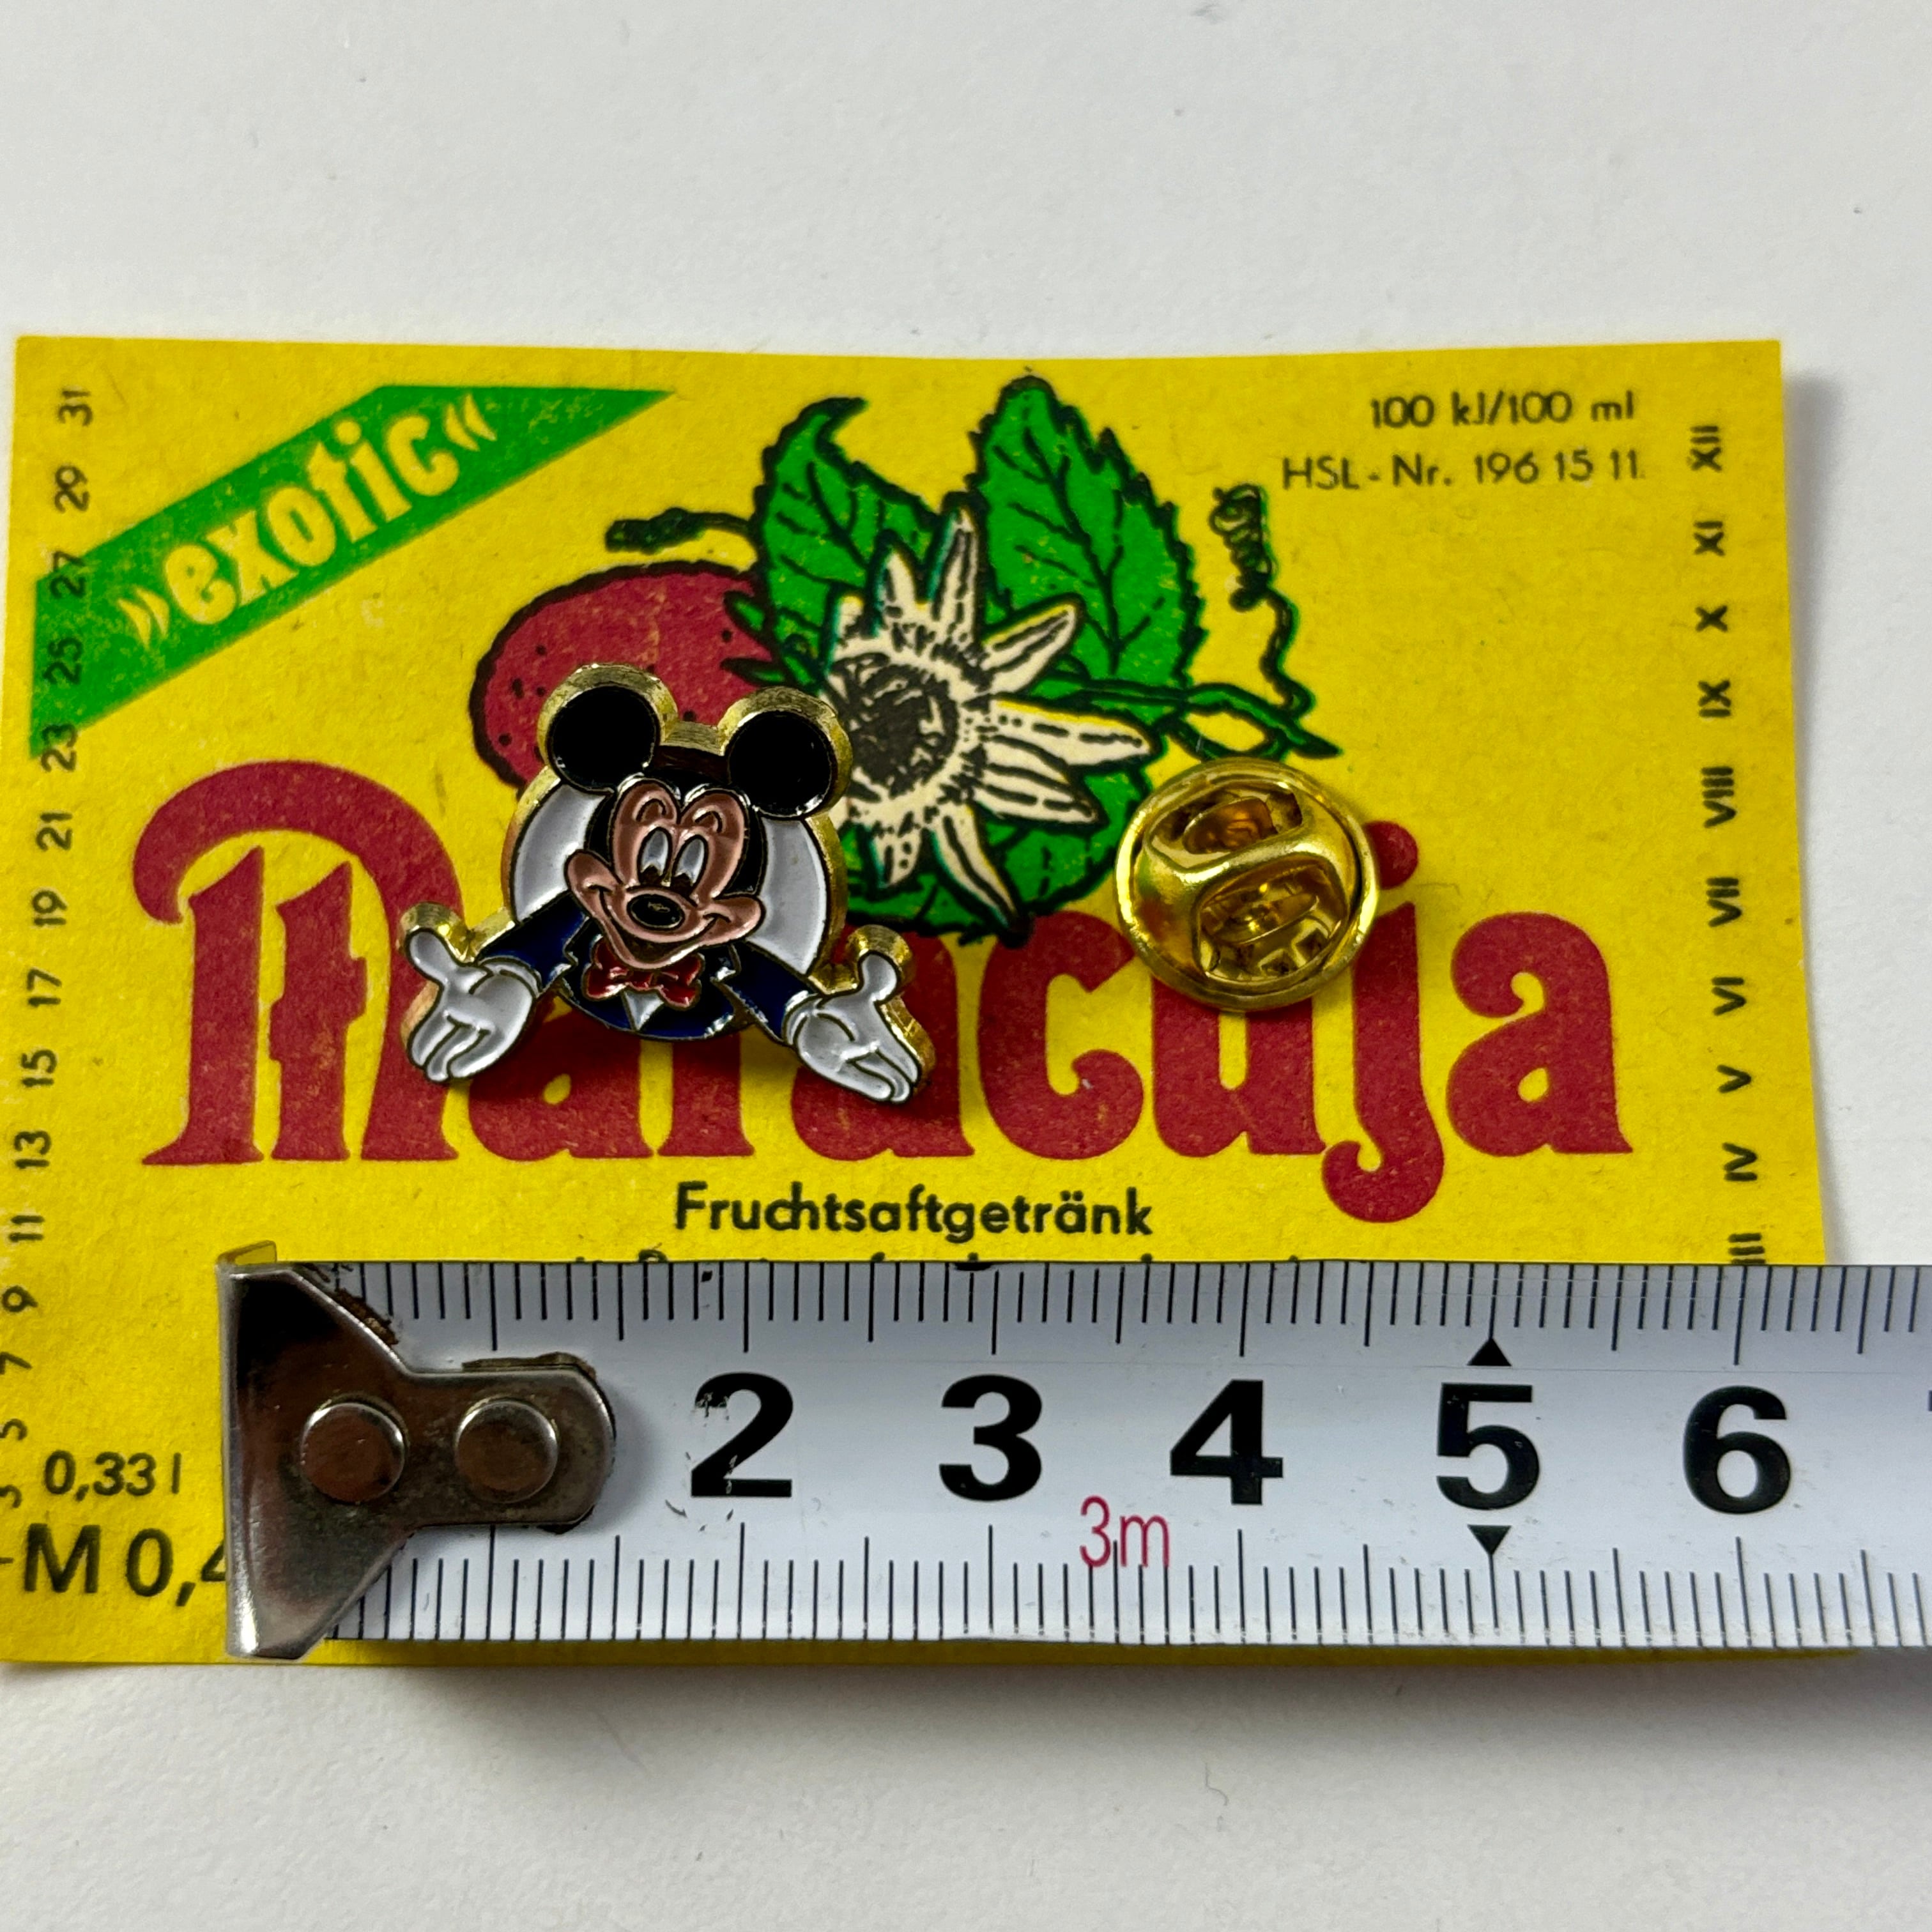 »exotic«
100 kJ/100 ml
HSL-Nr. 196 15 11
31
29
27
25
23
21
19
17
15
13
11
9
7
5
3
XII
XI
X
IX
VIII
VII
VI
V
IV
III
Maracuja
Fruchtsaftgetränk
0,33 l
M 0,4
2 3 4 5 6
3m